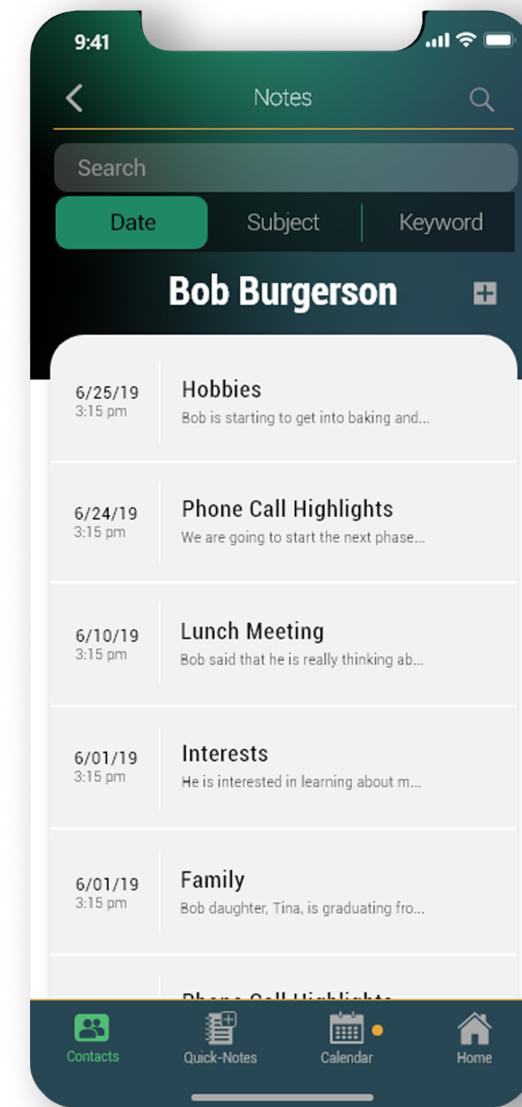 9:41
Notes
Search
Date Subject Keyword
Bob Burgerson
6/25/19 Hobbies
3:15 pm Bob is starting to get into baking and...
6/24/19 Phone Call Highlights
3:15 pm We are going to start the next phase...
6/10/19 Lunch Meeting
3:15 pm Bob said that he is really thinking ab...
6/01/19 Interests
3:15 pm He is interested in learning about m...
6/01/19 Family
3:15 pm Bob daughter, Tina, is graduating fro...
Phone Call Highlights
Contacts Quick-Notes Calendar Home